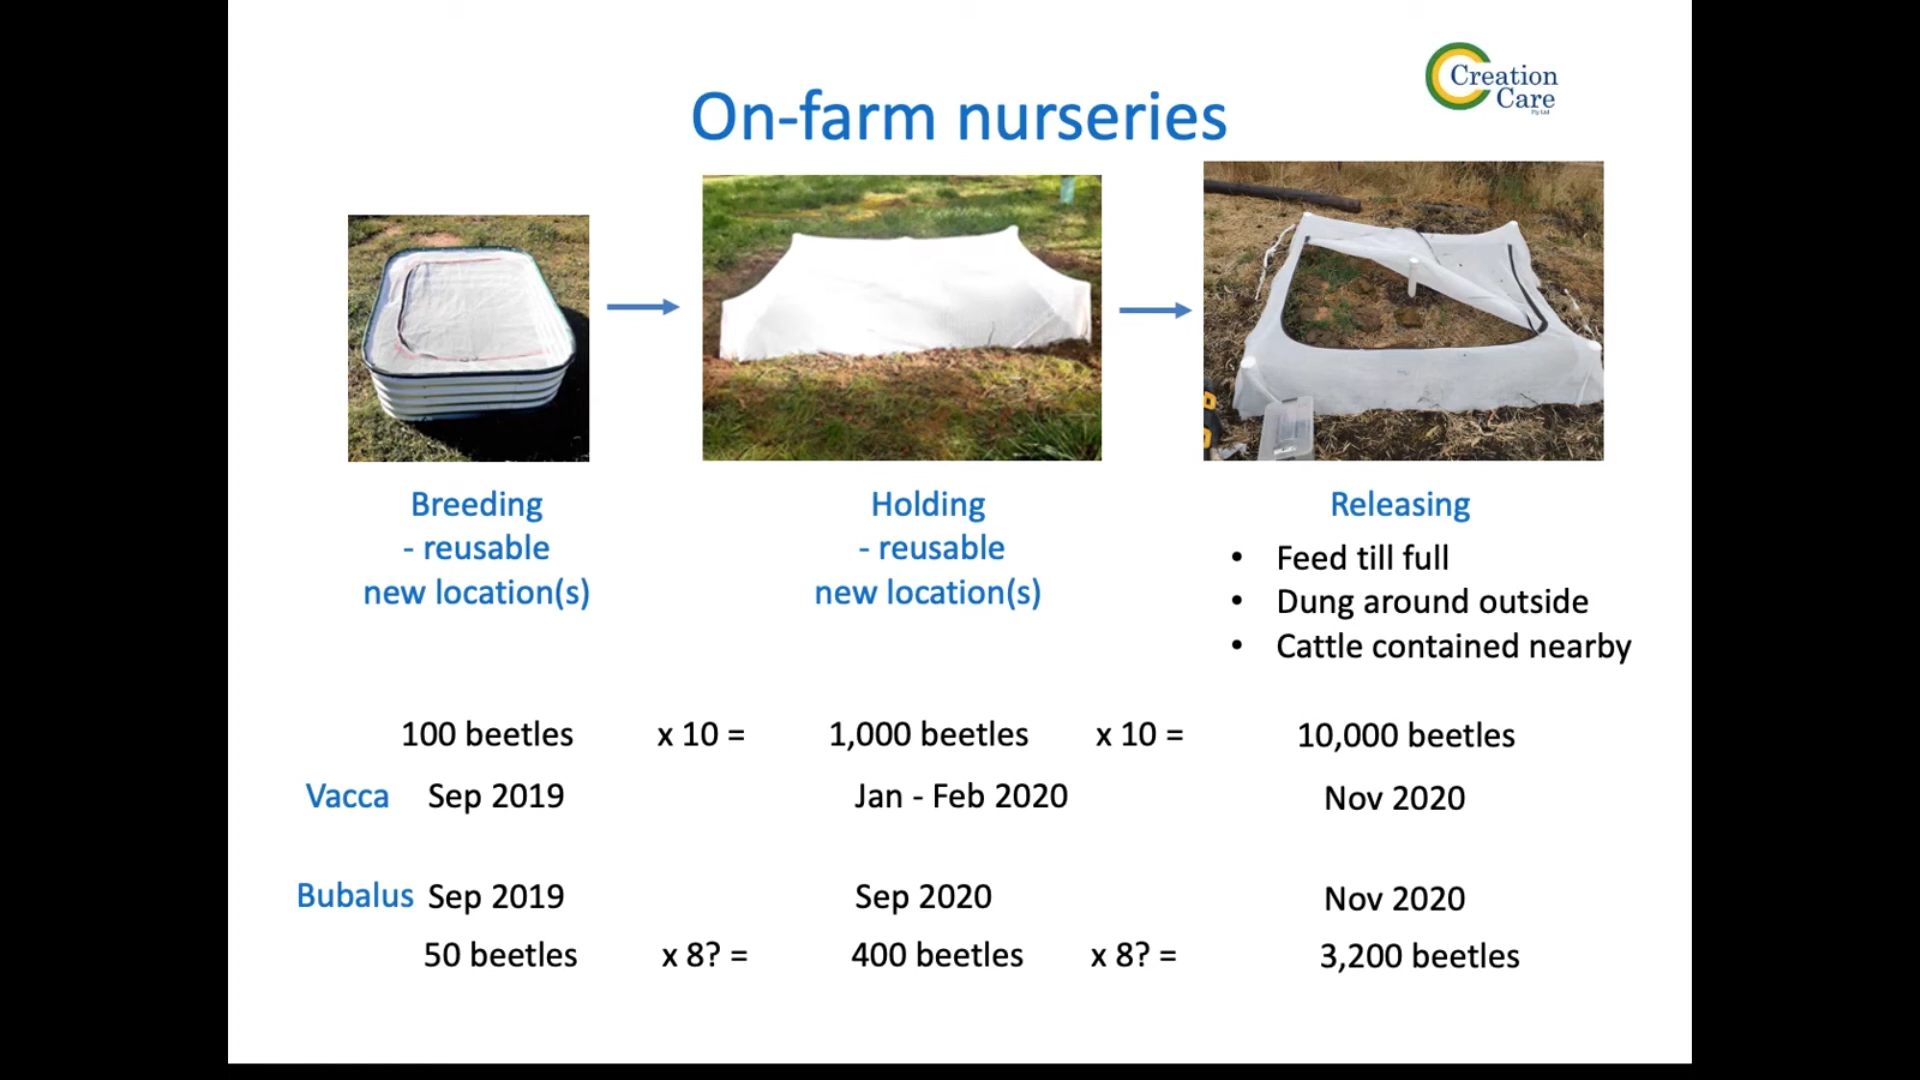 Creation
Care
Pty Ltd
On-farm nurseries
Breeding
- reusable
new location(s)
Holding
- reusable
new location(s)
Releasing
• Feed till full
• Dung around outside
• Cattle contained nearby
100 beetles x 10 = 1,000 beetles x 10 = 10,000 beetles
Vacca Sep 2019 Jan - Feb 2020 Nov 2020
Bubalus Sep 2019 Sep 2020 Nov 2020
50 beetles x 8? = 400 beetles x 8? = 3,200 beetles